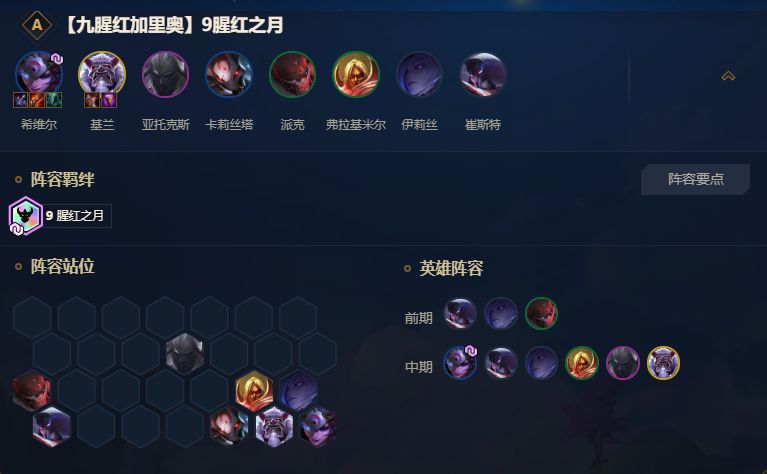 A 【九腥红加里奥】9腥红之月
希维尔 基兰 亚托克斯 卡莉丝塔 派克 弗拉基米尔 伊莉丝 崔斯特
阵容羁绊
阵容要点
9 腥红之月
阵容站位
英雄阵容
前期
中期